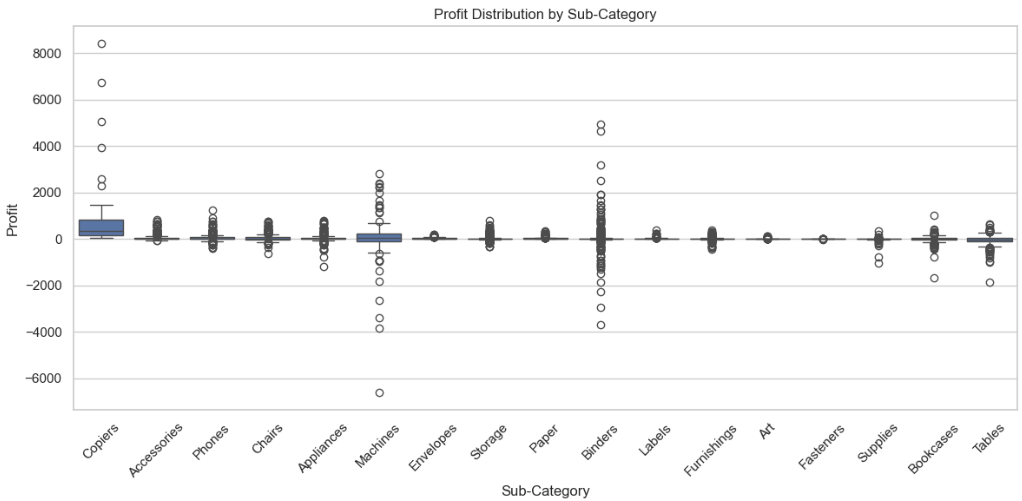 Profit Distribution by Sub-Category
8000
6000
4000
2000
0
−2000
−4000
−6000
Profit
Copiers
Accessories
Phones
Chairs
Appliances
Machines
Envelopes
Storage
Paper
Binders
Labels
Furnishings
Art
Fasteners
Supplies
Bookcases
Tables
Sub-Category